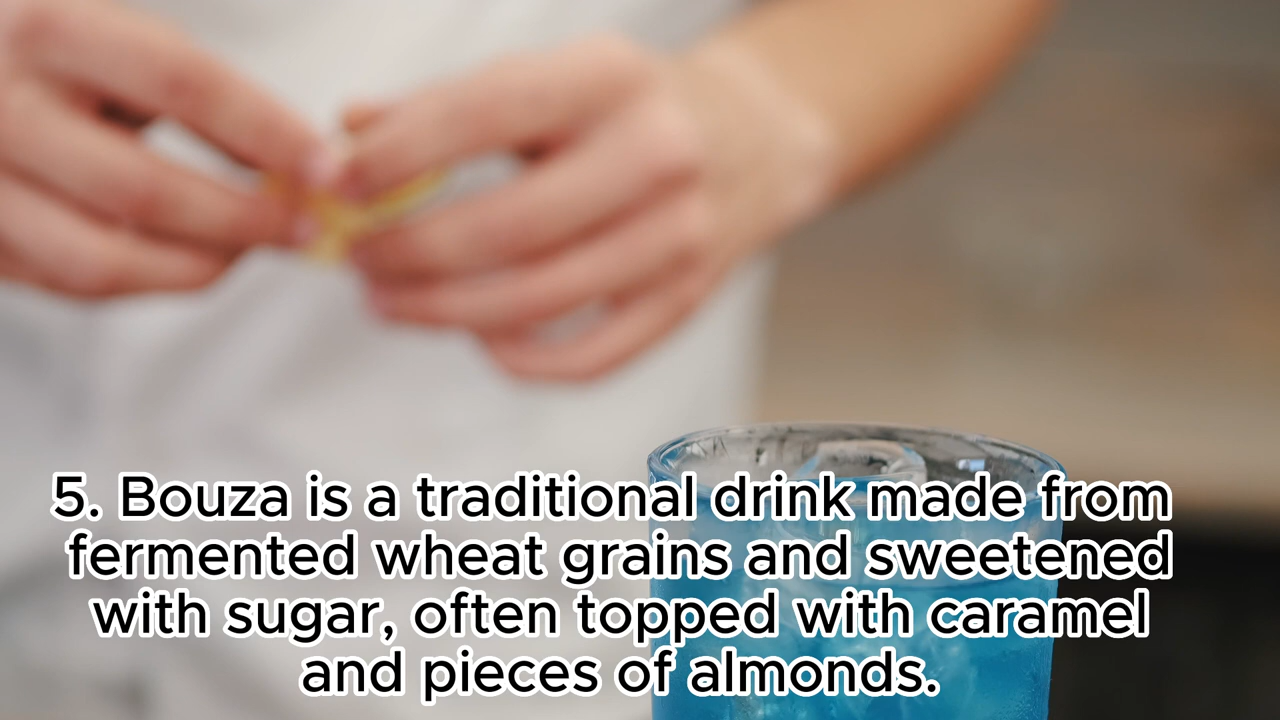 5. Bouza is a traditional drink made from
fermented wheat grains and sweetened
with sugar, often topped with caramel
and pieces of almonds.